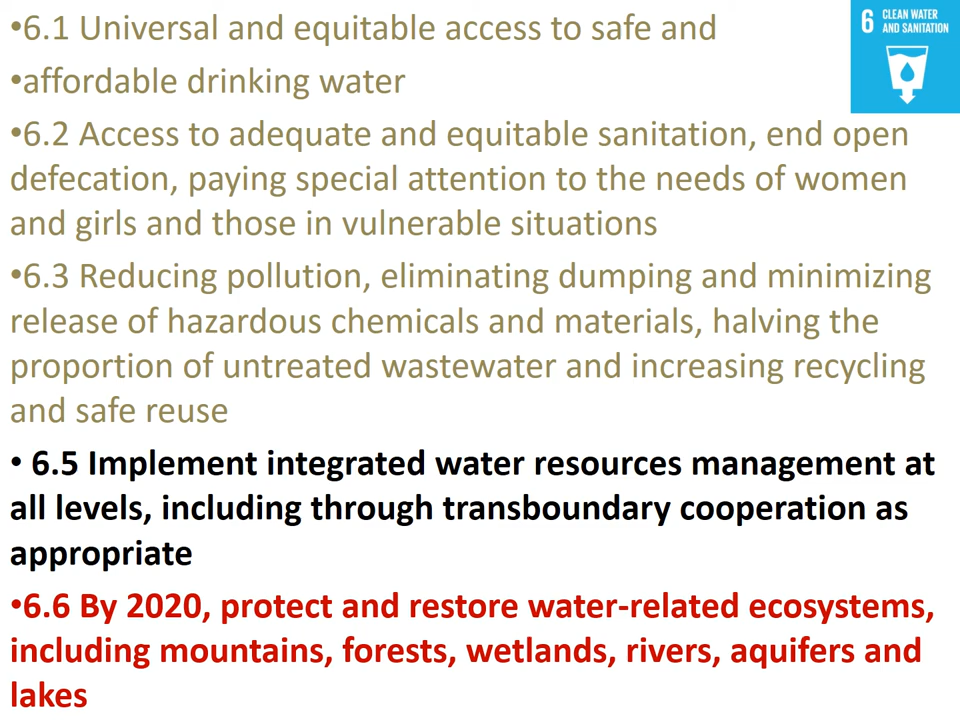 •6.1 Universal and equitable access to safe and
•affordable drinking water
•6.2 Access to adequate and equitable sanitation, end open
defecation, paying special attention to the needs of women
and girls and those in vulnerable situations
•6.3 Reducing pollution, eliminating dumping and minimizing
release of hazardous chemicals and materials, halving the
proportion of untreated wastewater and increasing recycling
and safe reuse
• 6.5 Implement integrated water resources management at
all levels, including through transboundary cooperation as
appropriate
•6.6 By 2020, protect and restore water-related ecosystems,
including mountains, forests, wetlands, rivers, aquifers and
lakes
6 CLEAN WATER
AND SANITATION